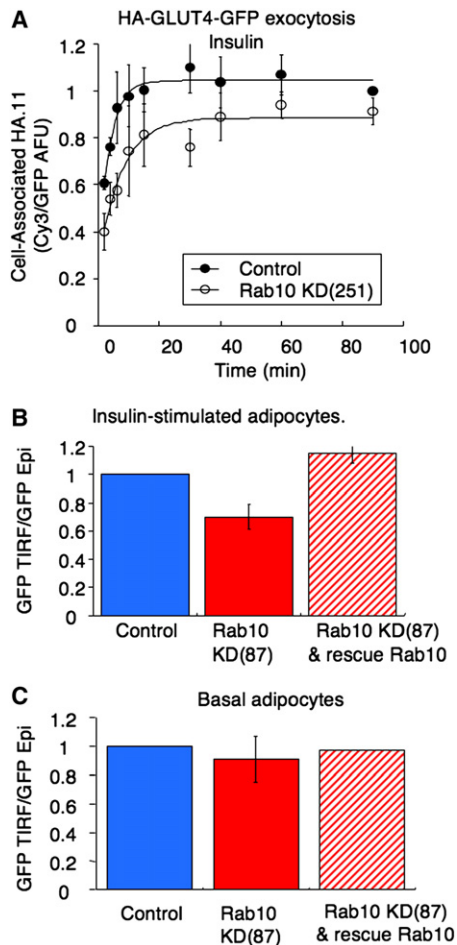 A
HA-GLUT4-GFP exocytosis
Insulin
1.2
1
0.8
0.6
0.4
0.2
0
Cell-Associated HA.11
(Cy3/GFP AFU)
Control
Rab10 KD(251)
0 20 40 60 80 100
Time (min)
B
Insulin-stimulated adipocytes.
1.2
1
0.8
0.6
0.4
0.2
0
GFP TIRF/GFP Epi
Control
Rab10
KD(87)
Rab10 KD(87)
& rescue Rab10
C
Basal adipocytes
1.2
1
0.8
0.6
0.4
0.2
0
GFP TIRF/GFP Epi
Control
Rab10
KD(87)
Rab10 KD(87)
& rescue Rab10